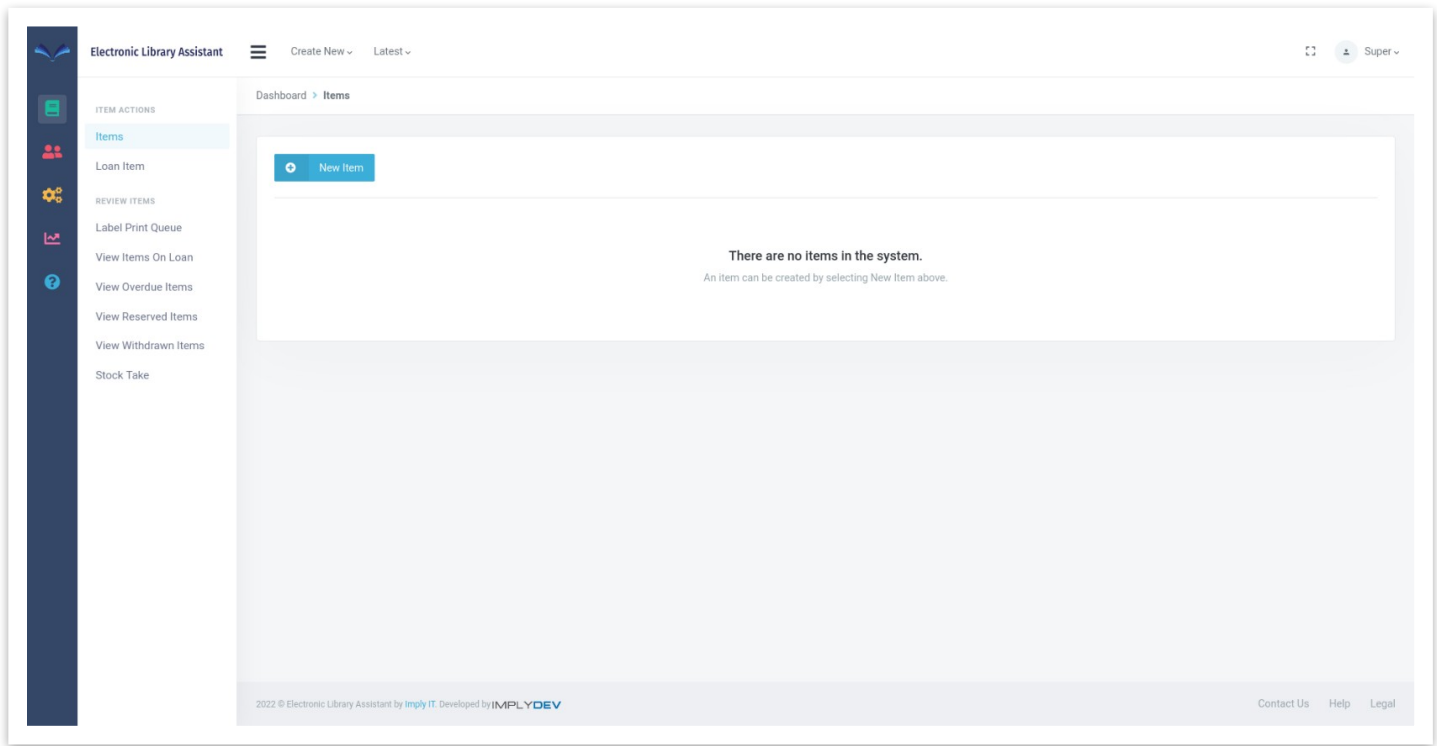 Electronic Library Assistant
Create New
Latest
Super
Dashboard > Items
ITEM ACTIONS
Items
Loan Item
REVIEW ITEMS
Label Print Queue
View Items On Loan
View Overdue Items
View Reserved Items
View Withdrawn Items
Stock Take
New Item
There are no items in the system.
An item can be created by selecting New Item above.
2022 © Electronic Library Assistant by Imply IT. Developed by IMPLYDEV
Contact Us Help Legal